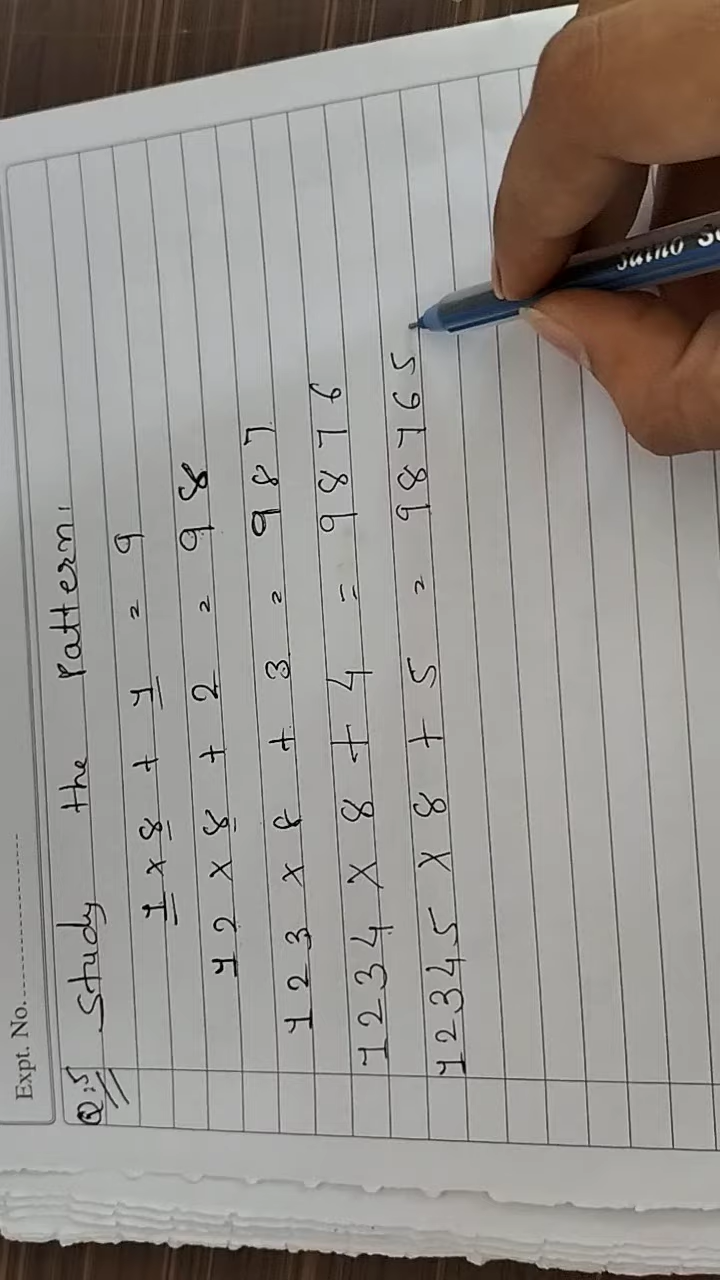 Expt. No.
Q:5 Study the Pattern:
1 × 8 + 1 = 9
12 × 8 + 2 = 98
123 × 8 + 3 = 987
1234 × 8 + 4 = 9876
12345 × 8 + 5 = 98765